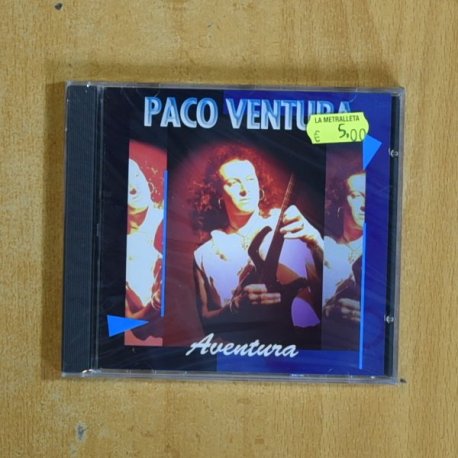 PACO VENTURA
LA METRALLETA
€ 5,00
Aventura